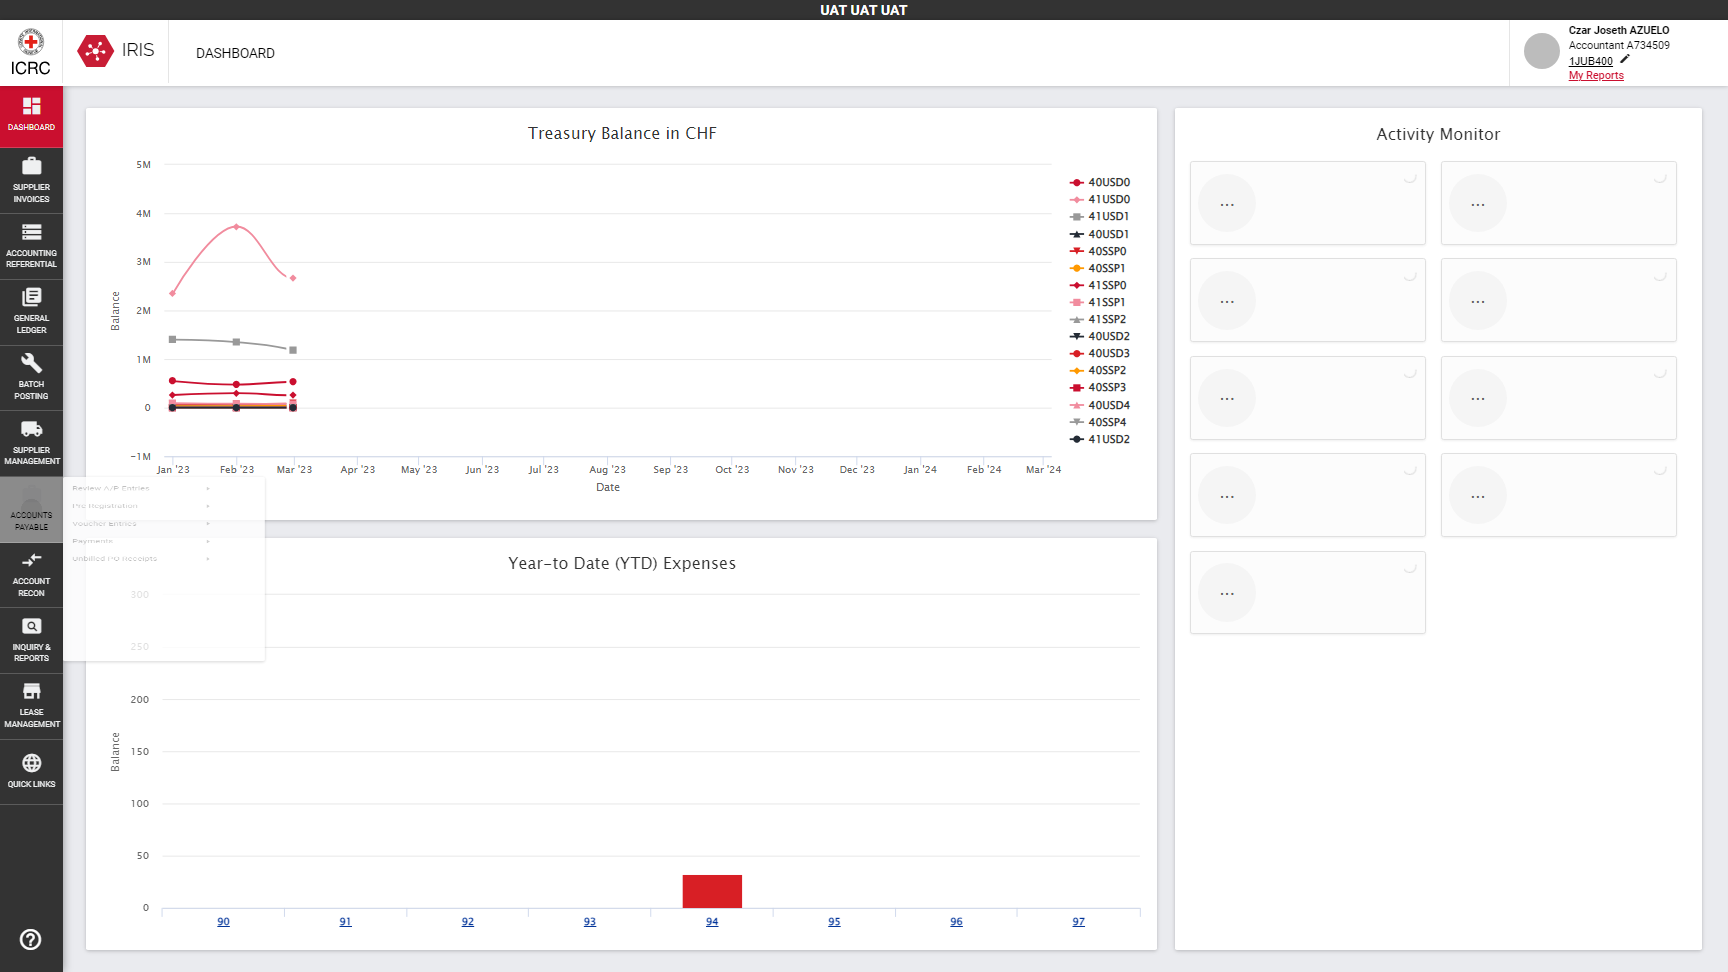 UAT UAT UAT
ICRC
IRIS
DASHBOARD
Czar Joseth AZUELO
Accountant A734509
1JUB400
My Reports
DASHBOARD
SUPPLIER
INVOICES
ACCOUNTING
REFERENTIAL
GENERAL
LEDGER
BATCH
POSTING
SUPPLIER
MANAGEMENT
ACCOUNTS
PAYABLE
ACCOUNT
RECON
INQUIRY &
REPORTS
LEASE
MANAGEMENT
QUICK LINKS
Review A/P Entries
Pre Registration
Voucher Entries
Payments
Unbilled PO Receipts
Treasury Balance in CHF
5M
4M
3M
2M
1M
0
−1M
Balance
Jan '23
Feb '23
Mar '23
Apr '23
May '23
Jun '23
Jul '23
Aug '23
Sep '23
Oct '23
Nov '23
Dec '23
Jan '24
Feb '24
Mar '24
Date
40USD0
41USD0
41USD1
40USD1
40SSP0
40SSP1
41SSP0
41SSP1
41SSP2
40USD2
40USD3
40SSP2
40SSP3
40USD4
40SSP4
41USD2
Year-to Date (YTD) Expenses
300
250
200
150
100
50
0
Balance
90
91
92
93
94
95
96
97
Activity Monitor
...
...
...
...
...
...
...
...
...